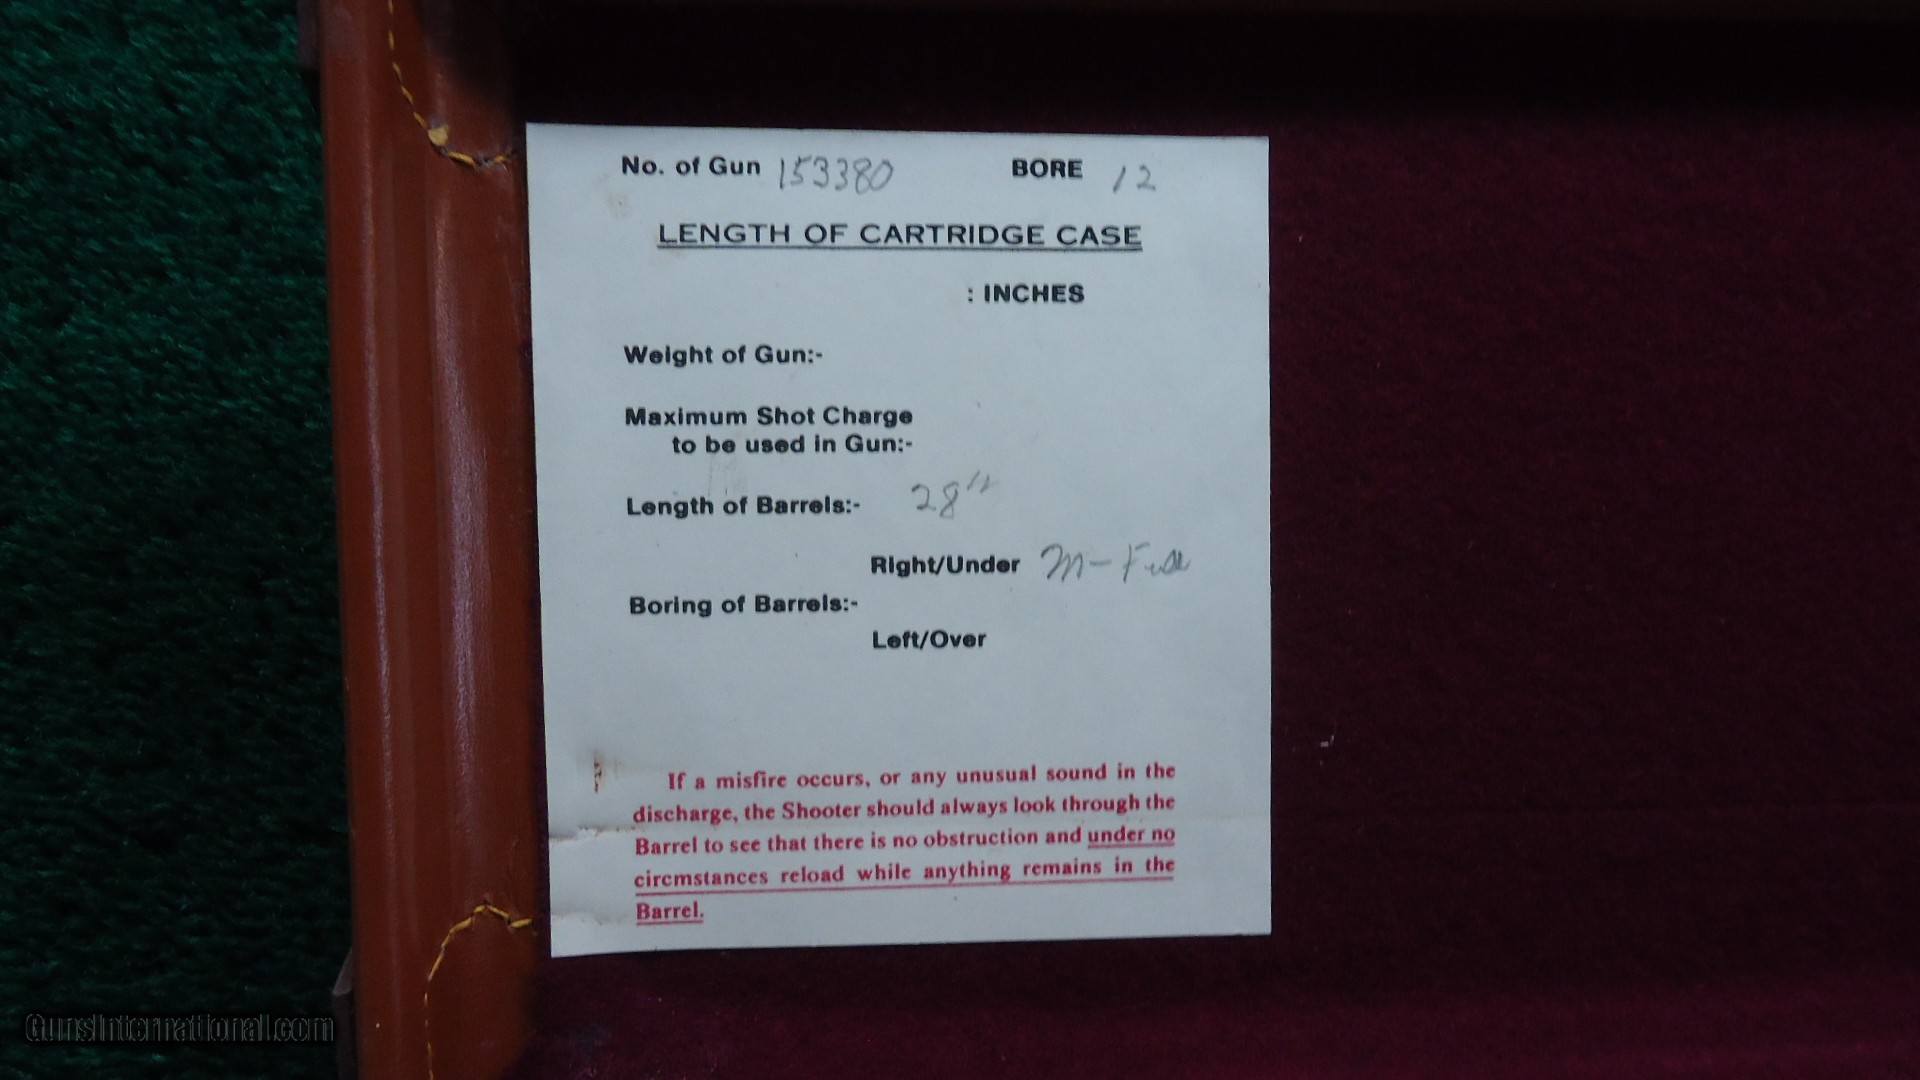 No. of Gun 153380 BORE 12
LENGTH OF CARTRIDGE CASE
: INCHES
Weight of Gun:-
Maximum Shot Charge
to be used in Gun:-
Length of Barrels:- 28"
Right/Under M - Full
Boring of Barrels:-
Left/Over
If a misfire occurs, or any unusual sound in the
discharge, the Shooter should always look through the
Barrel to see that there is no obstruction and under no
circmstances reload while anything remains in the
Barrel.
GunsInternational.com